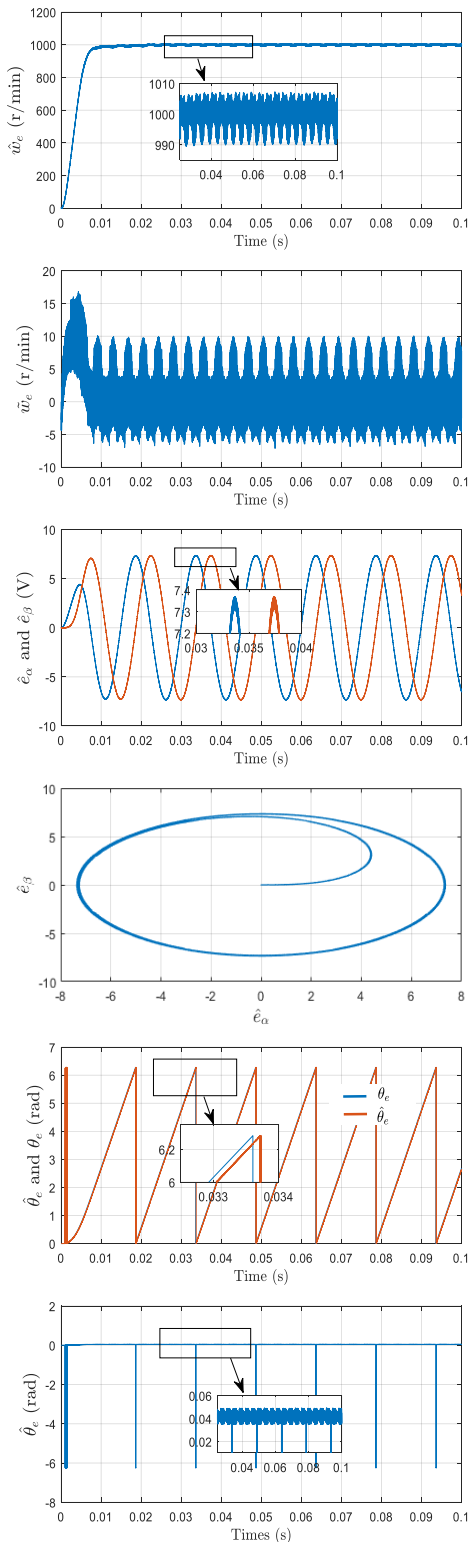 1200
1000
800
600
400
200
0
ŵₑ (r/min)
1010
1000
990
0.04 0.06 0.08 0.1
0 0.01 0.02 0.03 0.04 0.05 0.06 0.07 0.08 0.09 0.1
Time (s)
20
15
10
5
0
-5
-10
w̃ₑ (r/min)
0 0.01 0.02 0.03 0.04 0.05 0.06 0.07 0.08 0.09 0.1
Time (s)
10
5
0
-5
-10
ê_α and ê_β (V)
7.4
7.3
7.2
0.03 0.035 0.04
0 0.01 0.02 0.03 0.04 0.05 0.06 0.07 0.08 0.09 0.1
Time (s)
10
5
0
-5
-10
ê_β
-8 -6 -4 -2 0 2 4 6 8
ê_α
7
6
5
4
3
2
1
0
θ̂ₑ and θₑ (rad)
θₑ
θ̂ₑ
6.2
6
0.033 0.034
0 0.01 0.02 0.03 0.04 0.05 0.06 0.07 0.08 0.09 0.1
Time (s)
2
0
-2
-4
-6
-8
θ̂ₑ (rad)
0.06
0.04
0.02
0.04 0.06 0.08 0.1
0 0.01 0.02 0.03 0.04 0.05 0.06 0.07 0.08 0.09 0.1
Times (s)